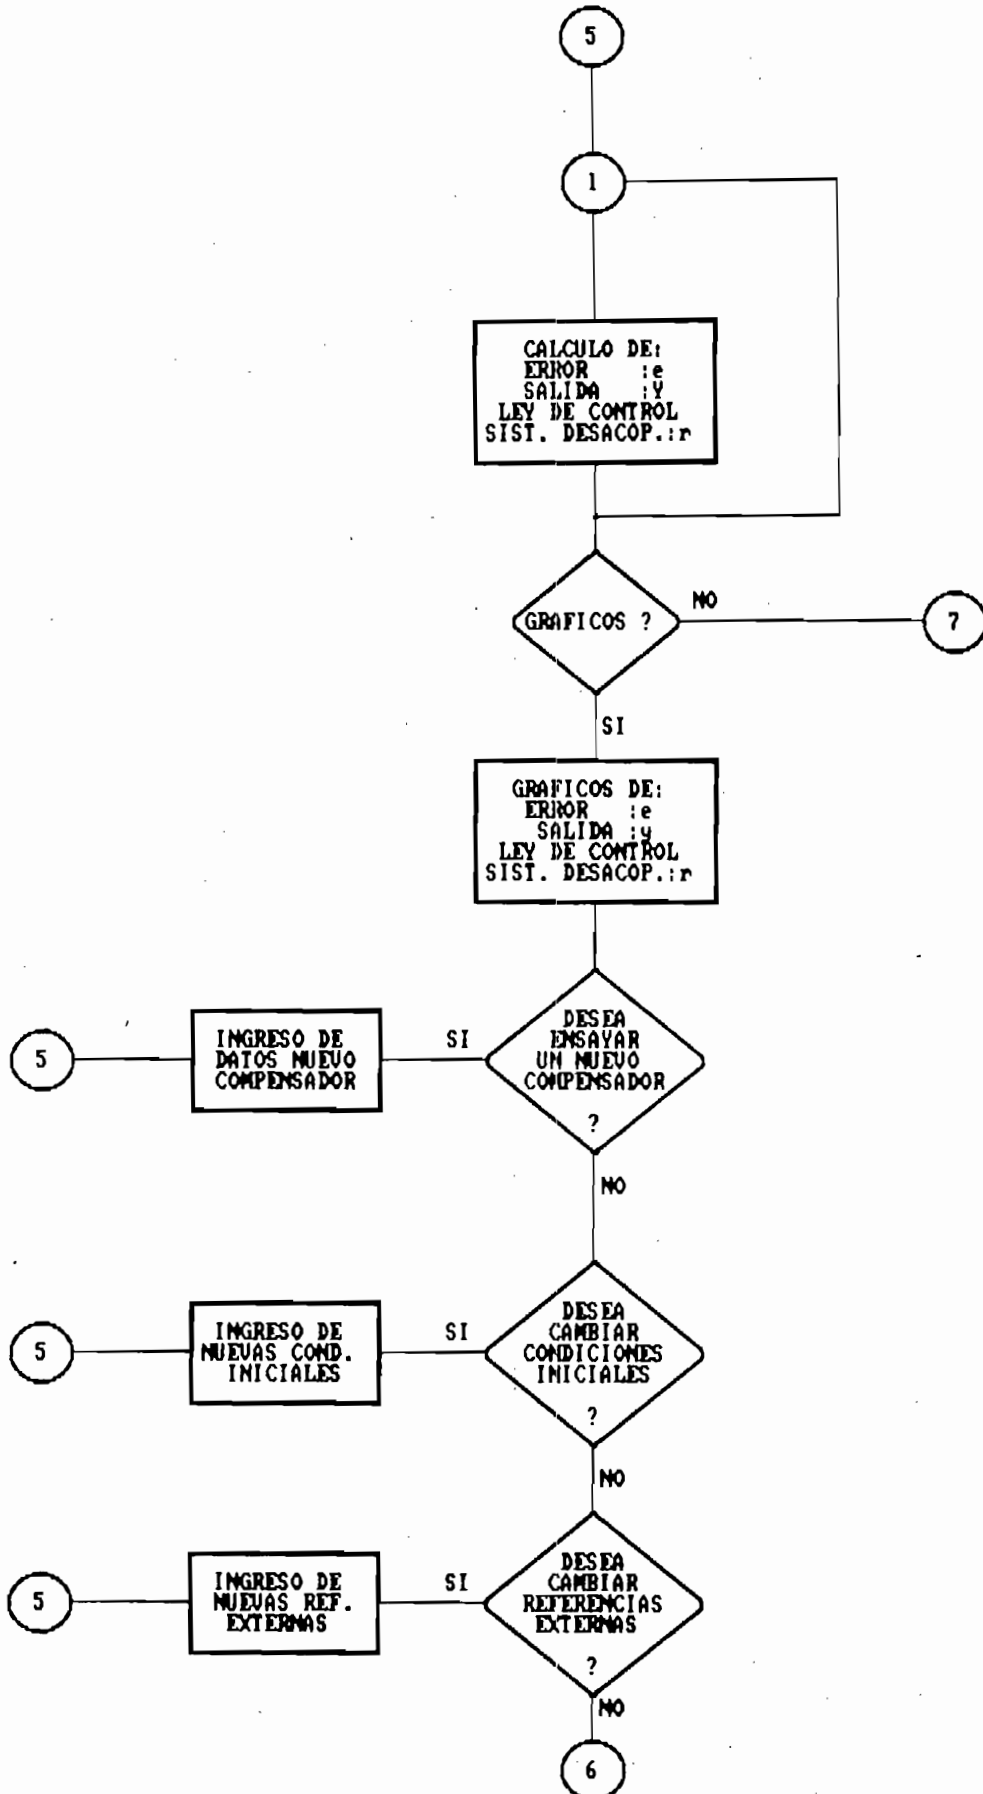 5
1
CALCULO DE:
ERROR :e
SALIDA :Y
LEY DE CONTROL
SIST. DESACOP.:r
GRAFICOS ?
NO
7
SI
GRAFICOS DE:
ERROR :e
SALIDA :y
LEY DE CONTROL
SIST. DESACOP.:r
5
INGRESO DE
DATOS NUEVO
COMPENSADOR
SI
DESEA
ENSAYAR
UN NUEVO
COMPENSADOR
?
NO
5
INGRESO DE
NUEVAS COND.
INICIALES
SI
DESEA
CAMBIAR
CONDICIONES
INICIALES
?
NO
5
INGRESO DE
NUEVAS REF.
EXTERNAS
SI
DESEA
CAMBIAR
REFERENCIAS
EXTERNAS
?
NO
6